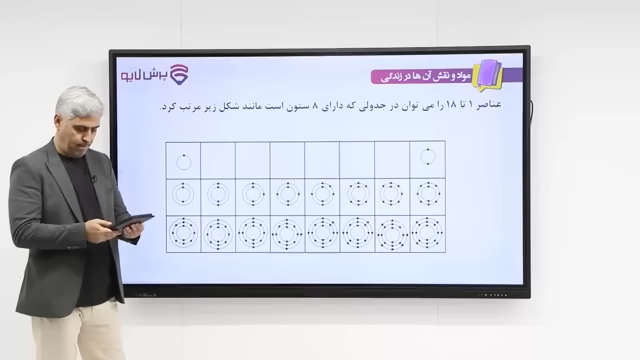 مواد و نقش آن ها در زندگی
پرش لایو
عناصر ۱ تا ۱۸ را می توان در جدولی که دارای ۸ ستون است مانند شکل زیر مرتب کرد.